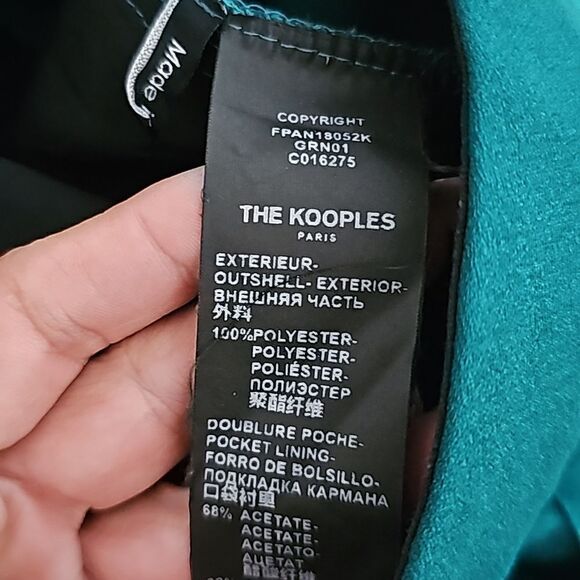 Made
COPYRIGHT
FPAN18052K
GRN01
C016275
THE KOOPLES
PARIS
EXTERIEUR-
OUTSHELL- EXTERIOR-
ВНЕШНЯЯ ЧАСТЬ
外料
100%POLYESTER-
POLYESTER-
POLIÉSTER-
ПОЛИЭСТЕР
聚酯纤维
DOUBLURE POCHE-
POCKET LINING-
FORRO DE BOLSILLO-
ПОДКЛАДКА КАРМАНА
口袋衬里
68% ACETATE-
ACETATE-
ACETATO-
АЦЕТАТ